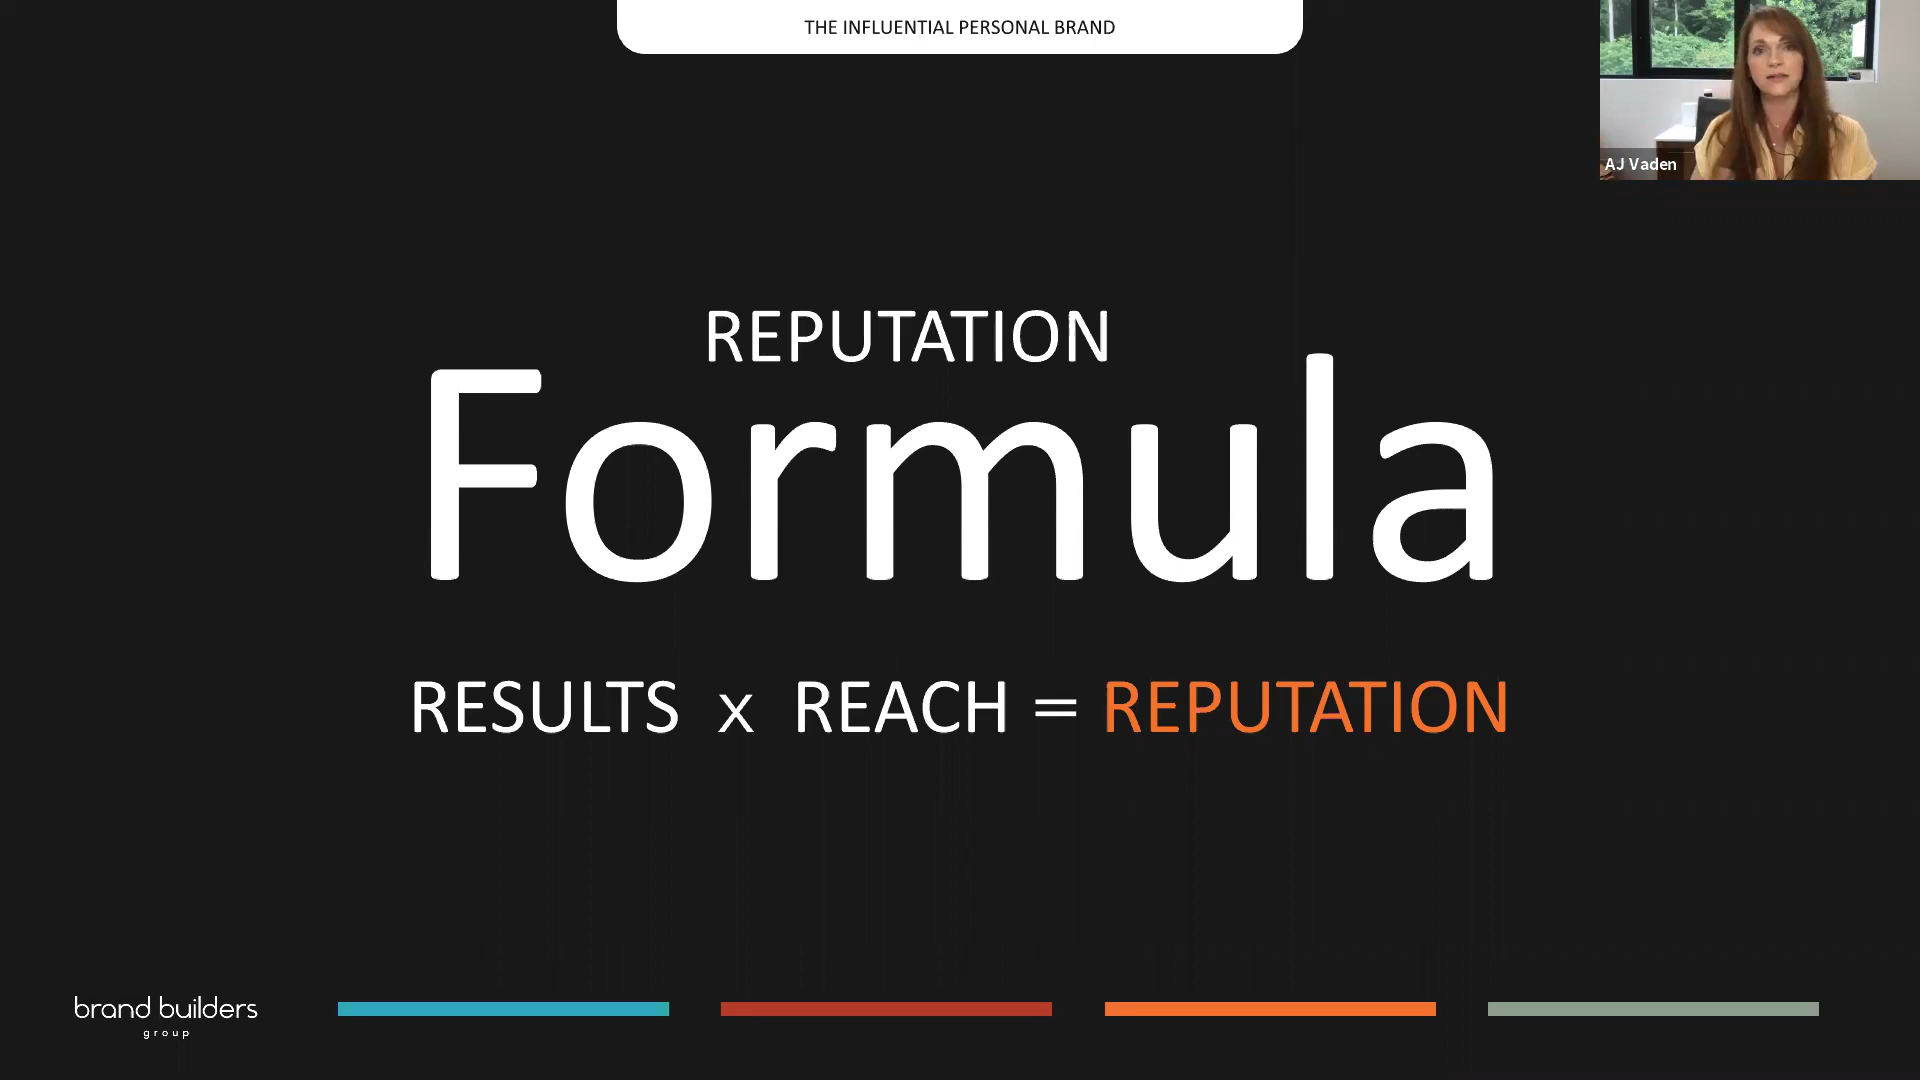 THE INFLUENTIAL PERSONAL BRAND
AJ Vaden
REPUTATION
Formula
RESULTS x REACH = REPUTATION
brand builders
group